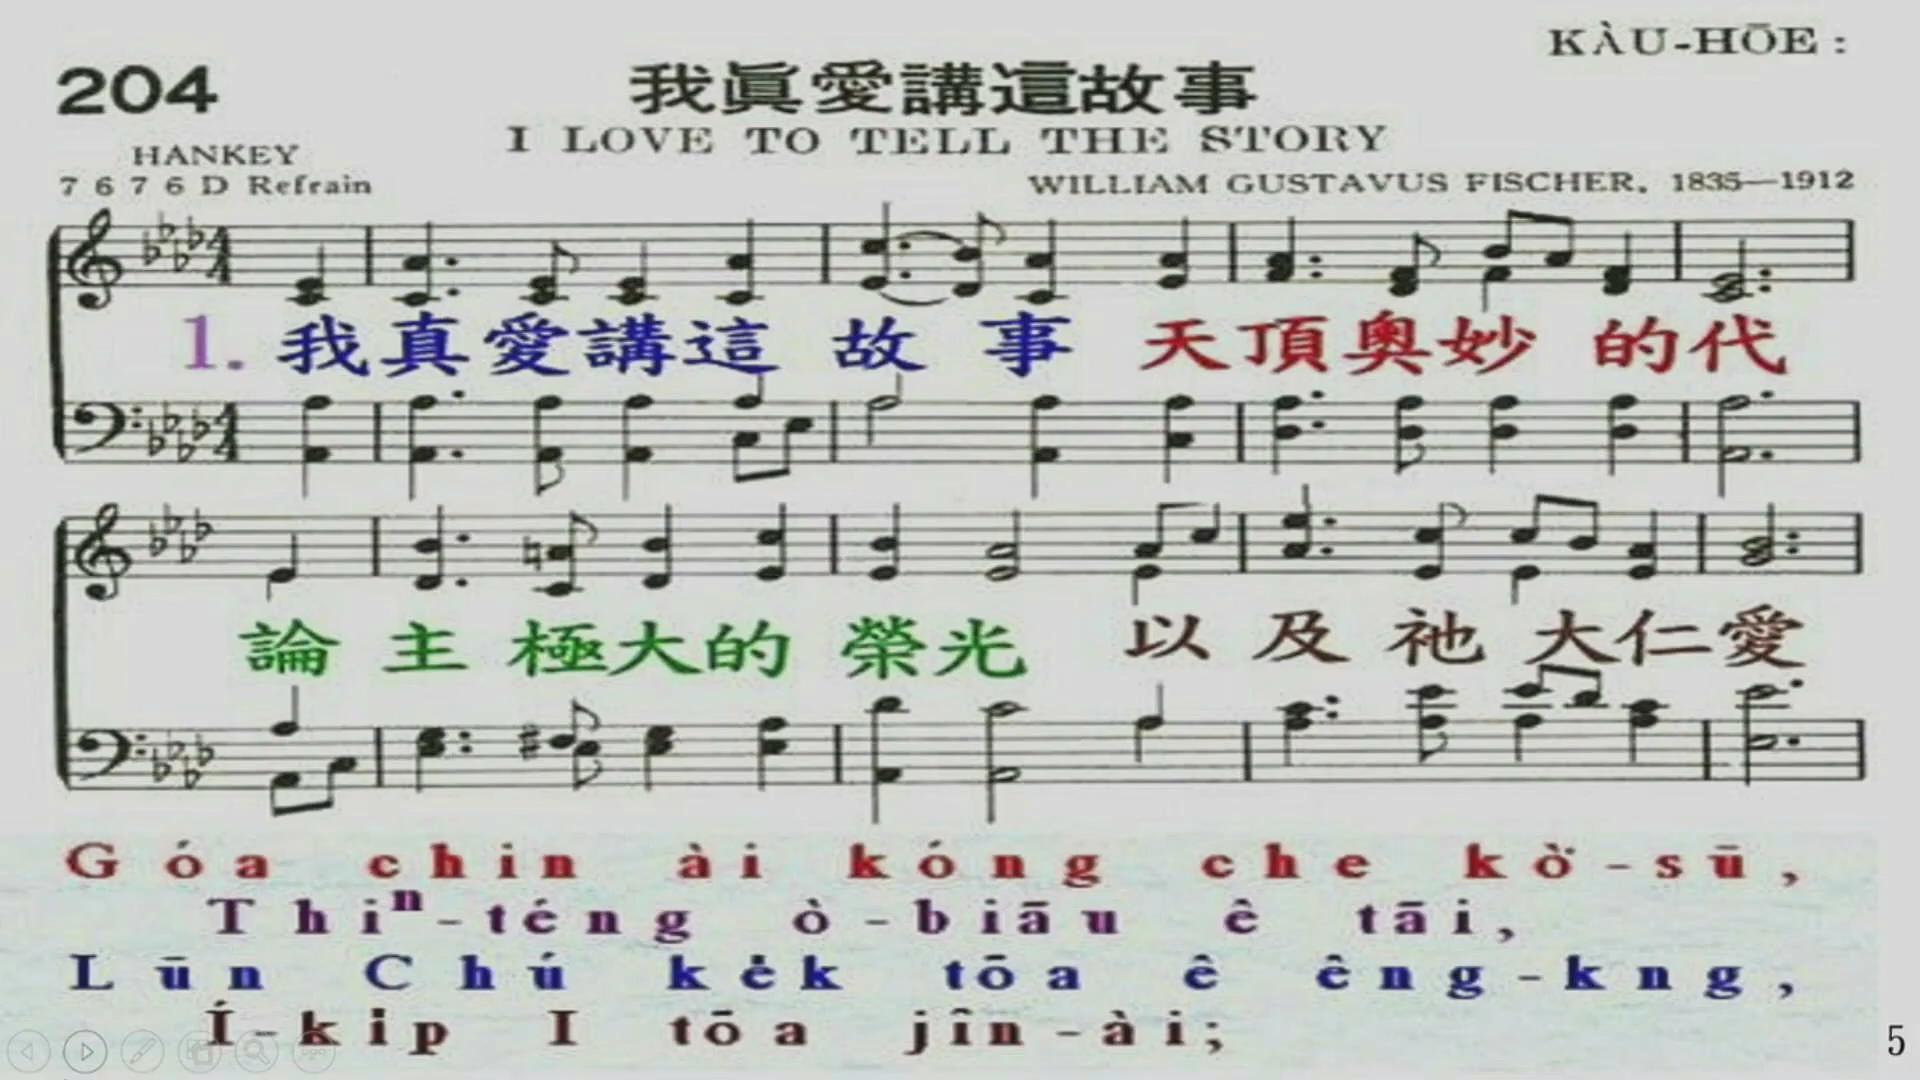 KÀU-HŌE :
204
我眞愛講這故事
I LOVE TO TELL THE STORY
HANKEY
7 6 7 6 D Refrain
WILLIAM GUSTAVUS FISCHER, 1835—1912
1. 我真愛講這故事 天頂奧妙的代
論主極大的榮光 以及祂大仁愛
Góa chin ài kóng che kò͘-sū,
Thiⁿ-téng ò-biāu ê tāi,
Lūn Chú ke̍k tōa ê êng-kng,
Í-ki̍p I tōa jîn-ài;
5